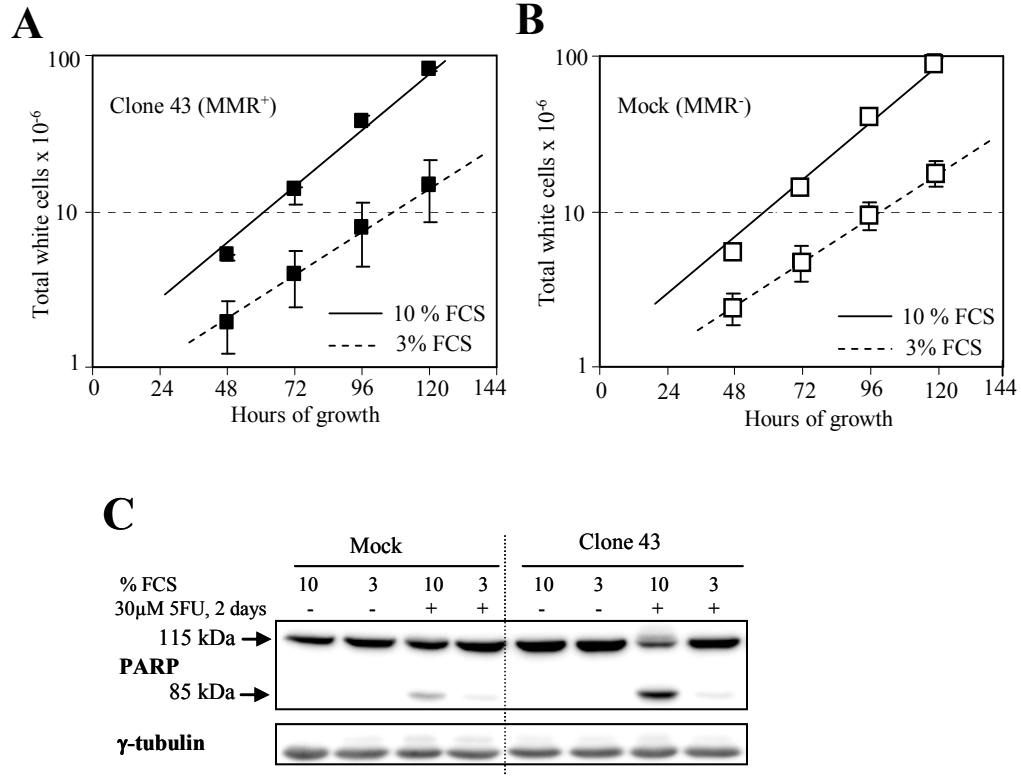 A
Total white cells x 10⁻⁶
100
10
1
Clone 43 (MMR⁺)
10 % FCS
3% FCS
0 24 48 72 96 120 144
Hours of growth
B
Total white cells x 10⁻⁶
100
10
1
Mock (MMR⁻)
10 % FCS
3% FCS
0 24 48 72 96 120 144
Hours of growth
C
Mock Clone 43
% FCS 10 3 10 3 10 3 10 3
30µM 5FU, 2 days - - + + - - + +
115 kDa
PARP
85 kDa
γ-tubulin